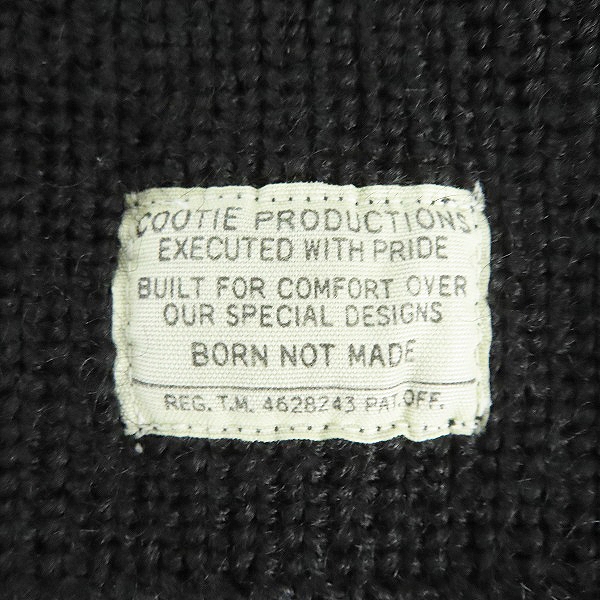 COOTIE PRODUCTIONS
EXECUTED WITH PRIDE
BUILT FOR COMFORT OVER
OUR SPECIAL DESIGNS
BORN NOT MADE
REG. T.M. 4628243 PAT.OFF.